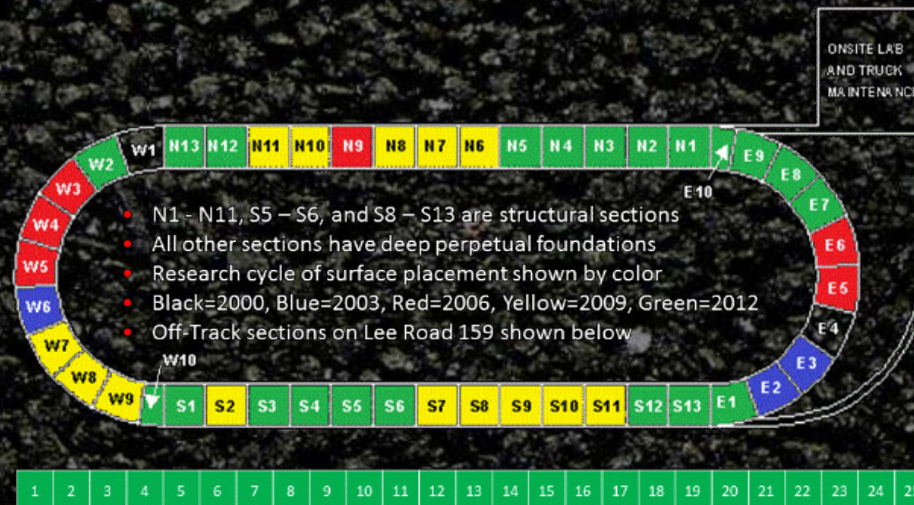 ONSITE LAB
AND TRUCK
MAINTENANCE
W1 N13 N12 N11 N10 N9 N8 N7 N6 N5 N4 N3 N2 N1
W2 E9
E8
W3 E10
E7
W4
W5
W6
W7
W8
W9
W10
E6
E5
E4
E3
E2
• N1 - N11, S5 – S6, and S8 – S13 are structural sections
• All other sections have deep perpetual foundations
• Research cycle of surface placement shown by color
• Black=2000, Blue=2003, Red=2006, Yellow=2009, Green=2012
• Off-Track sections on Lee Road 159 shown below
S1 S2 S3 S4 S5 S6 S7 S8 S9 S10 S11 S12 S13 E1
1 2 3 4 5 6 7 8 9 10 11 12 13 14 15 16 17 18 19 20 21 22 23 24 25